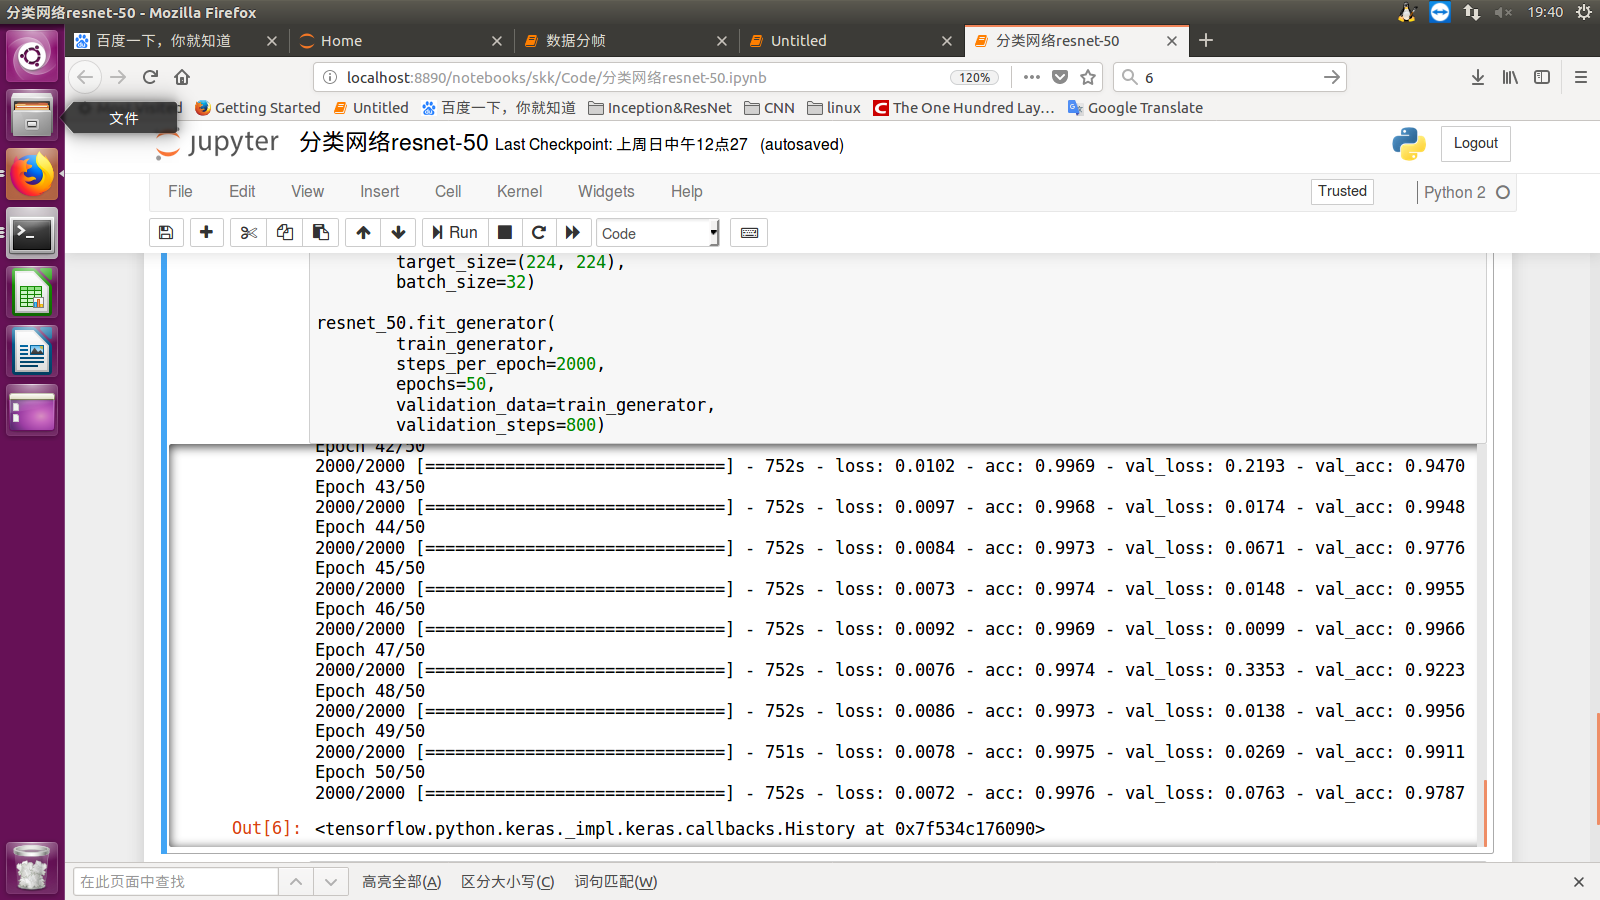 分类网络resnet-50 - Mozilla Firefox
19:40
百度一下，你就知道
Home
数据分帧
Untitled
分类网络resnet-50
localhost:8890/notebooks/skk/Code/分类网络resnet-50.ipynb
120%
6
文件
Getting Started
Untitled
百度一下，你就知道
Inception&ResNet
CNN
linux
The One Hundred Lay…
Google Translate
jupyter
分类网络resnet-50 Last Checkpoint: 上周日中午12点27 (autosaved)
Logout
File Edit View Insert Cell Kernel Widgets Help
Trusted
Python 2
Run
Code
target_size=(224, 224),
batch_size=32)
resnet_50.fit_generator(
train_generator,
steps_per_epoch=2000,
epochs=50,
validation_data=train_generator,
validation_steps=800)
Epoch 42/50
2000/2000 [==============================] - 752s - loss: 0.0102 - acc: 0.9969 - val_loss: 0.2193 - val_acc: 0.9470
Epoch 43/50
2000/2000 [==============================] - 752s - loss: 0.0097 - acc: 0.9968 - val_loss: 0.0174 - val_acc: 0.9948
Epoch 44/50
2000/2000 [==============================] - 752s - loss: 0.0084 - acc: 0.9973 - val_loss: 0.0671 - val_acc: 0.9776
Epoch 45/50
2000/2000 [==============================] - 752s - loss: 0.0073 - acc: 0.9974 - val_loss: 0.0148 - val_acc: 0.9955
Epoch 46/50
2000/2000 [==============================] - 752s - loss: 0.0092 - acc: 0.9969 - val_loss: 0.0099 - val_acc: 0.9966
Epoch 47/50
2000/2000 [==============================] - 752s - loss: 0.0076 - acc: 0.9974 - val_loss: 0.3353 - val_acc: 0.9223
Epoch 48/50
2000/2000 [==============================] - 752s - loss: 0.0086 - acc: 0.9973 - val_loss: 0.0138 - val_acc: 0.9956
Epoch 49/50
2000/2000 [==============================] - 751s - loss: 0.0078 - acc: 0.9975 - val_loss: 0.0269 - val_acc: 0.9911
Epoch 50/50
2000/2000 [==============================] - 752s - loss: 0.0072 - acc: 0.9976 - val_loss: 0.0763 - val_acc: 0.9787
Out[6]: <tensorflow.python.keras._impl.keras.callbacks.History at 0x7f534c176090>
在此页面中查找
高亮全部(A)
区分大小写(C)
词句匹配(W)